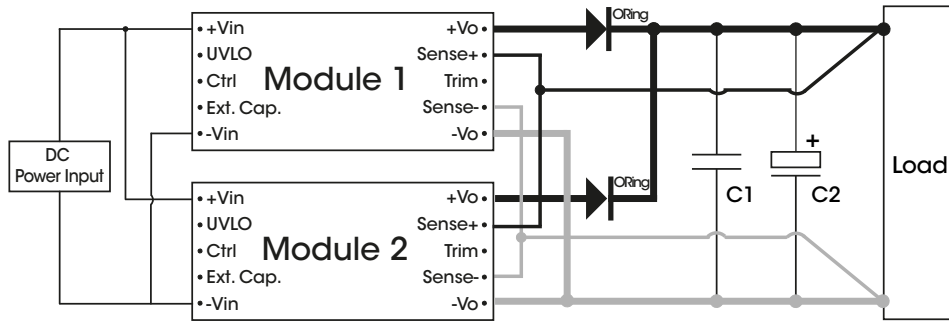 +Vin
UVLO
Ctrl
Ext. Cap.
-Vin
Module 1
+Vo
Sense+
Trim
Sense-
-Vo
ORing
DC
Power Input
+Vin
UVLO
Ctrl
Ext. Cap.
-Vin
Module 2
+Vo
Sense+
Trim
Sense-
-Vo
ORing
C1
+
C2
Load